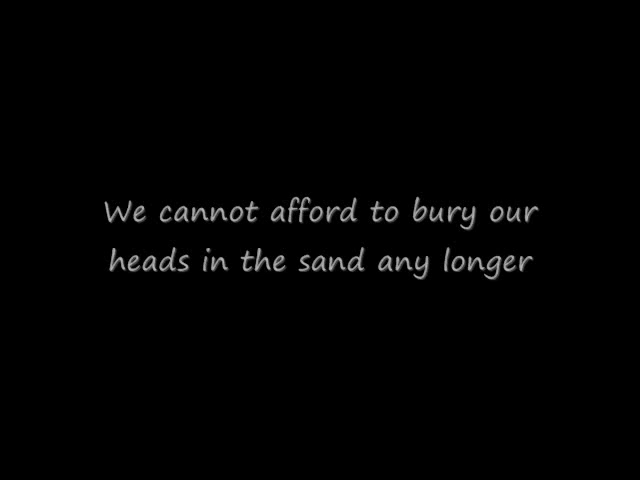 We cannot afford to bury our
heads in the sand any longer